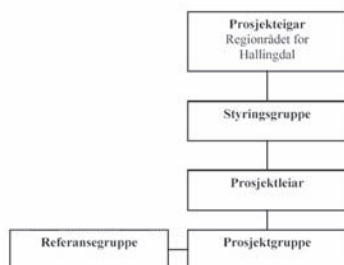 Prosjekteigar
Regionrådet for
Hallingdal
Styringsgruppe
Prosjektleiar
Referansegruppe
Prosjektgruppe